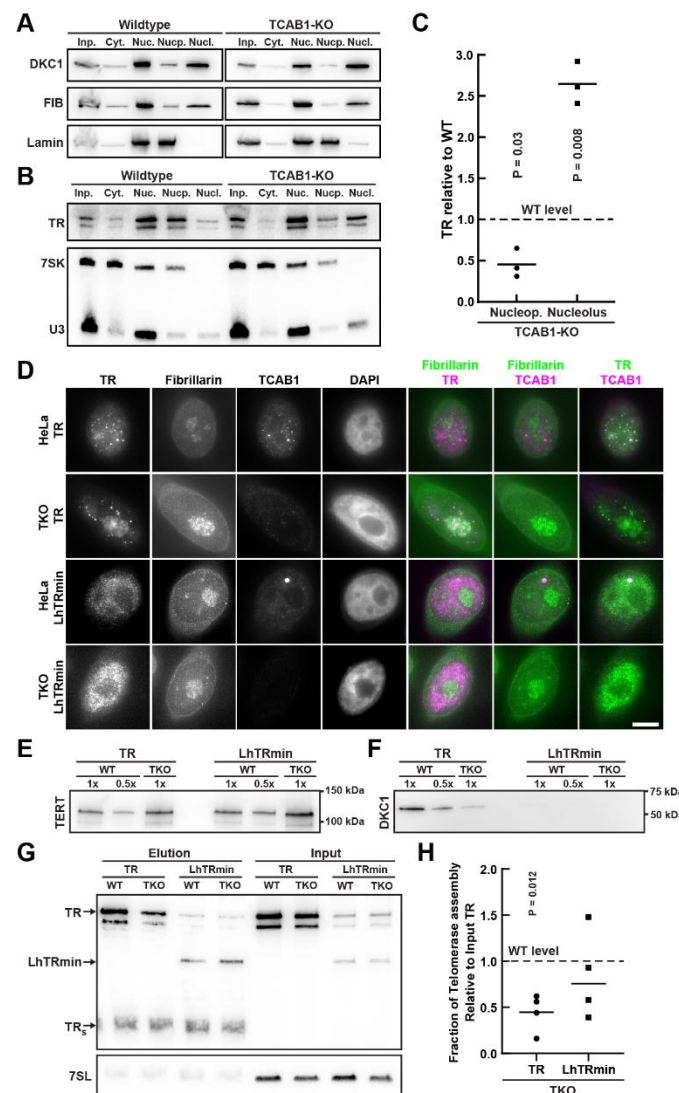 A
Wildtype TCAB1-KO
Inp. Cyt. Nuc. Nucp. Nucl. Inp. Cyt. Nuc. Nucp. Nucl.
DKC1
FIB
Lamin
B
Wildtype TCAB1-KO
Inp. Cyt. Nuc. Nucp. Nucl. Inp. Cyt. Nuc. Nucp. Nucl.
TR
7SK
U3
C
TR relative to WT
3.0
2.5
2.0
1.5
1.0
0.5
0.0
P = 0.03
P = 0.008
WT level
Nucleop. Nucleolus
TCAB1-KO
D
TR Fibrillarin TCAB1 DAPI Fibrillarin TR Fibrillarin TCAB1 TR TCAB1
HeLa TR
TKO TR
HeLa LhTRmin
TKO LhTRmin
E
TR LhTRmin
WT TKO WT TKO
1x 0.5x 1x 1x 0.5x 1x
TERT
150 kDa
100 kDa
F
TR LhTRmin
WT TKO WT TKO
1x 0.5x 1x 1x 0.5x 1x
DKC1
75 kDa
50 kDa
G
Elution Input
TR LhTRmin TR LhTRmin
WT TKO WT TKO WT TKO WT TKO
TR
LhTRmin
TRs
7SL
H
Fraction of Telomerase assembly
Relative to Input TR
2.0
1.5
1.0
0.5
0.0
P = 0.012
WT level
TR LhTRmin
TKO